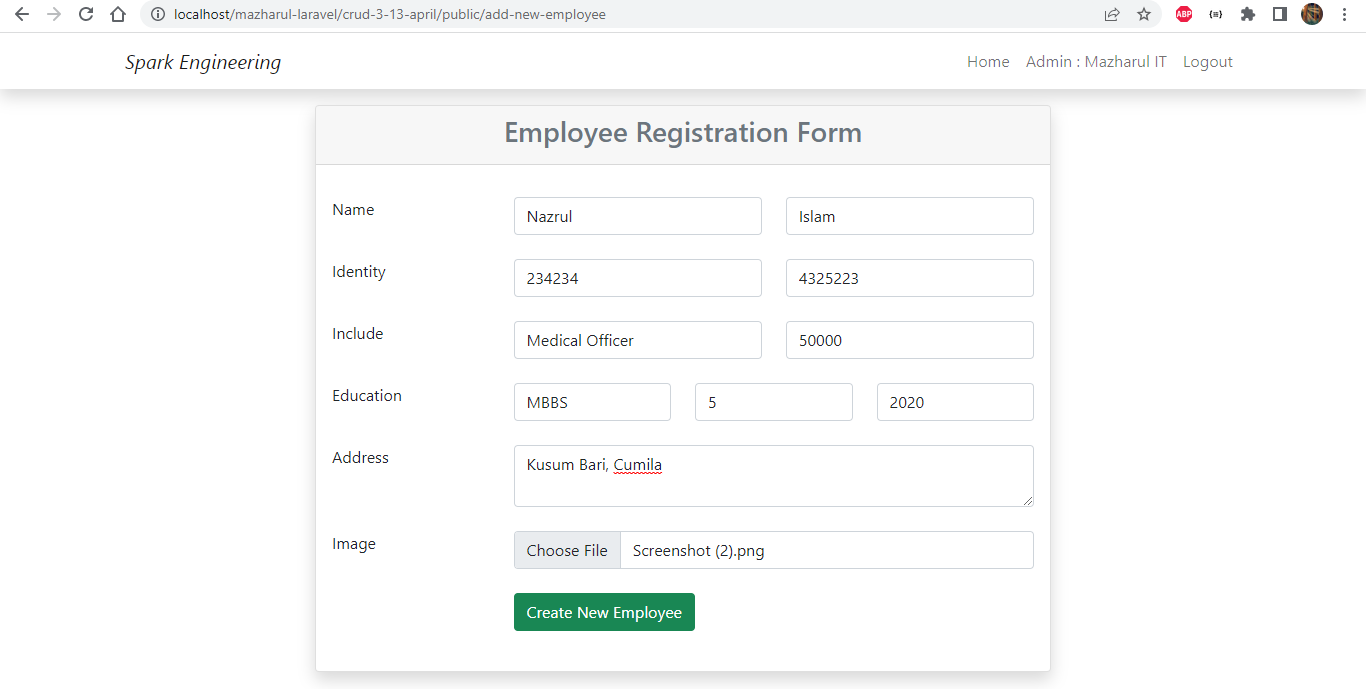 localhost/mazharul-laravel/crud-3-13-april/public/add-new-employee
ABP
Spark Engineering
Home Admin : Mazharul IT Logout
Employee Registration Form
Name Nazrul Islam
Identity 234234 4325223
Include Medical Officer 50000
Education MBBS 5 2020
Address Kusum Bari, Cumila
Image Choose File Screenshot (2).png
Create New Employee